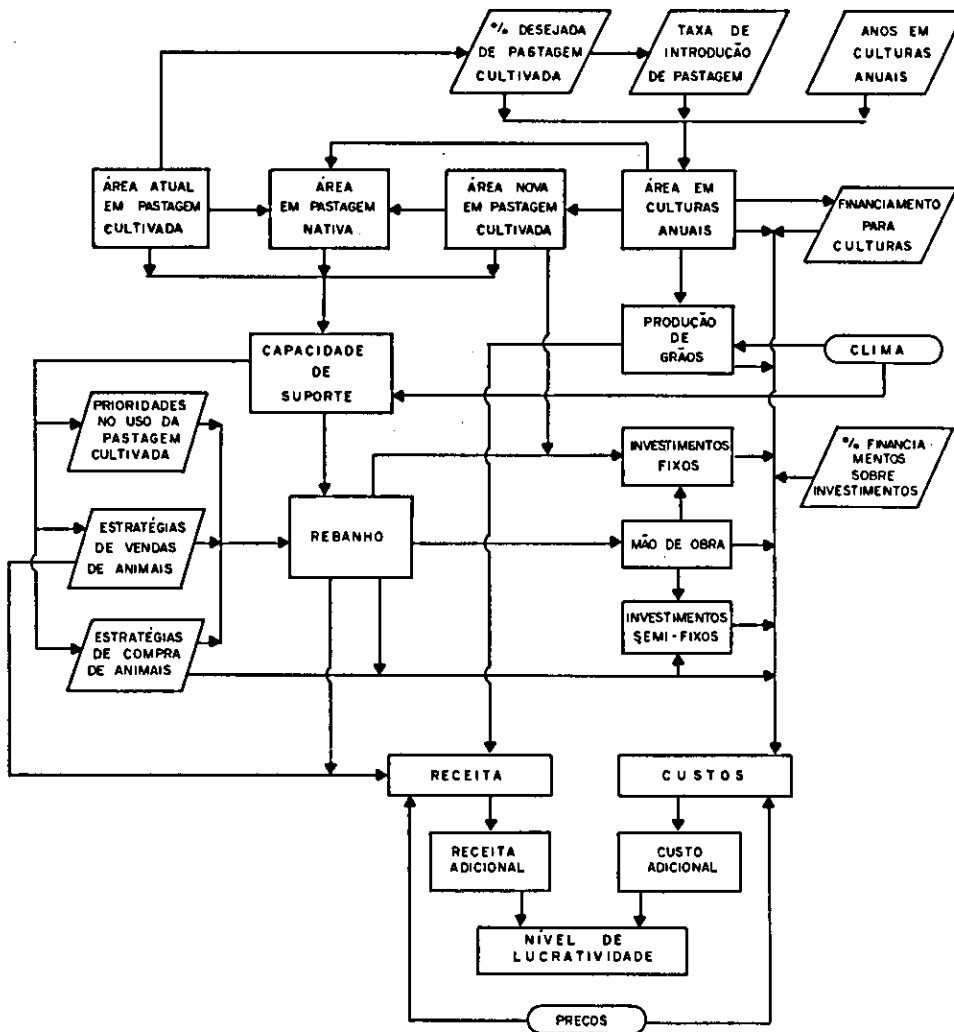 % DESEJADA
DE PASTAGEM
CULTIVADA
TAXA DE
INTRODUÇÃO
DE PASTAGEM
ANOS EM
CULTURAS
ANUAIS
ÁREA ATUAL
EM PASTAGEM
CULTIVADA
ÁREA
EM PASTAGEM
NATIVA
ÁREA NOVA
EM PASTAGEM
CULTIVADA
ÁREA EM
CULTURAS
ANUAIS
FINANCIAMENTO
PARA
CULTURAS
CAPACIDADE
DE
SUPORTE
PRODUÇÃO
DE
GRÃOS
CLIMA
PRIORIDADES
NO USO DA
PASTAGEM
CULTIVADA
INVESTIMENTOS
FIXOS
% FINANCIA
MENTOS
SOBRE
INVESTIMENTOS
ESTRATÉGIAS
DE VENDAS
DE ANIMAIS
REBANHO
MÃO DE OBRA
ESTRATÉGIAS
DE COMPRA
DE ANIMAIS
INVESTIMENTOS
SEMI-FIXOS
RECEITA
CUSTOS
RECEITA
ADICIONAL
CUSTO
ADICIONAL
NÍVEL DE
LUCRATIVIDADE
PREÇOS